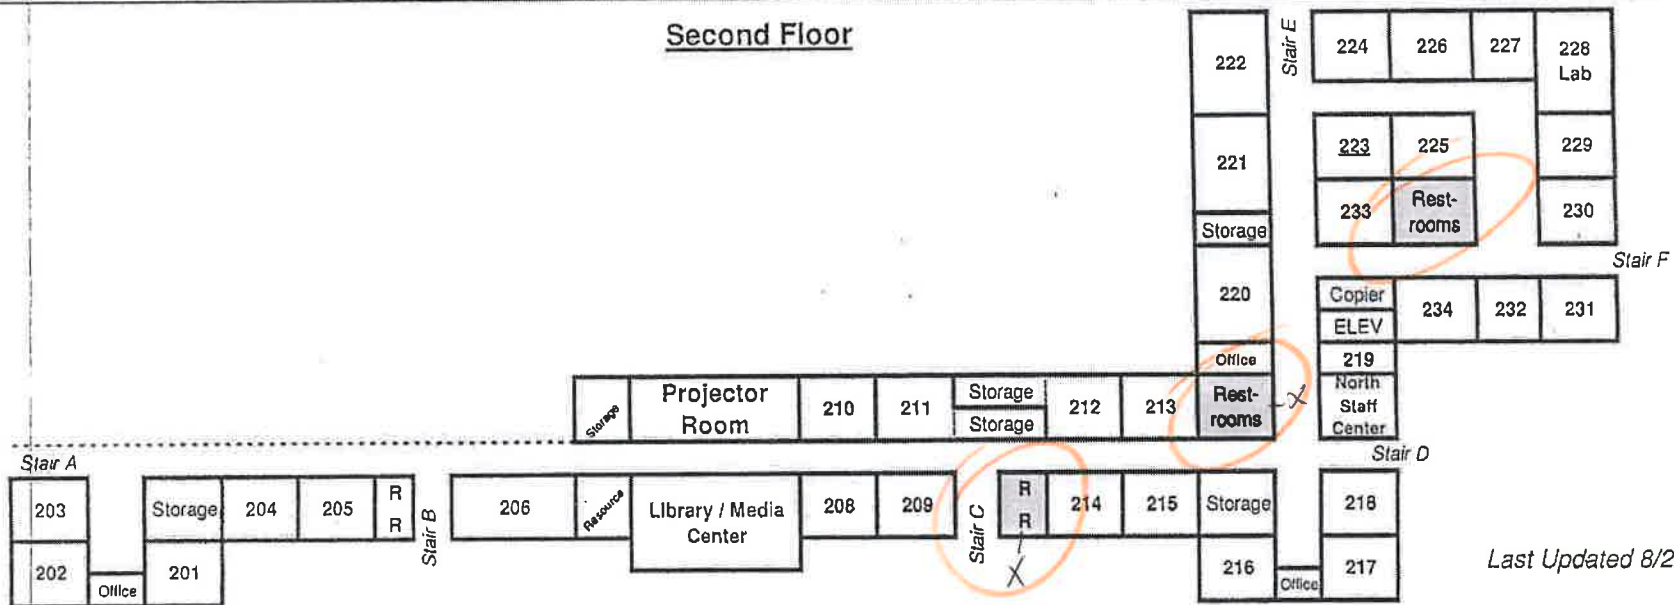 Second Floor
222
Stair E
224
226
227
228
Lab
221
223
225
229
Storage
233
Rest-
rooms
230
Stair F
220
Copier
ELEV
234
232
231
Office
219
Storage
Projector
Room
210
211
Storage
Storage
212
213
Rest-
rooms
X
North
Staff
Center
Stair A
Stair D
203
Storage
204
205
R
R
Stair B
206
Resource
Library / Media
Center
208
209
Stair C
R
R
X
214
215
Storage
218
202
Office
201
216
Office
217
Last Updated 8/2